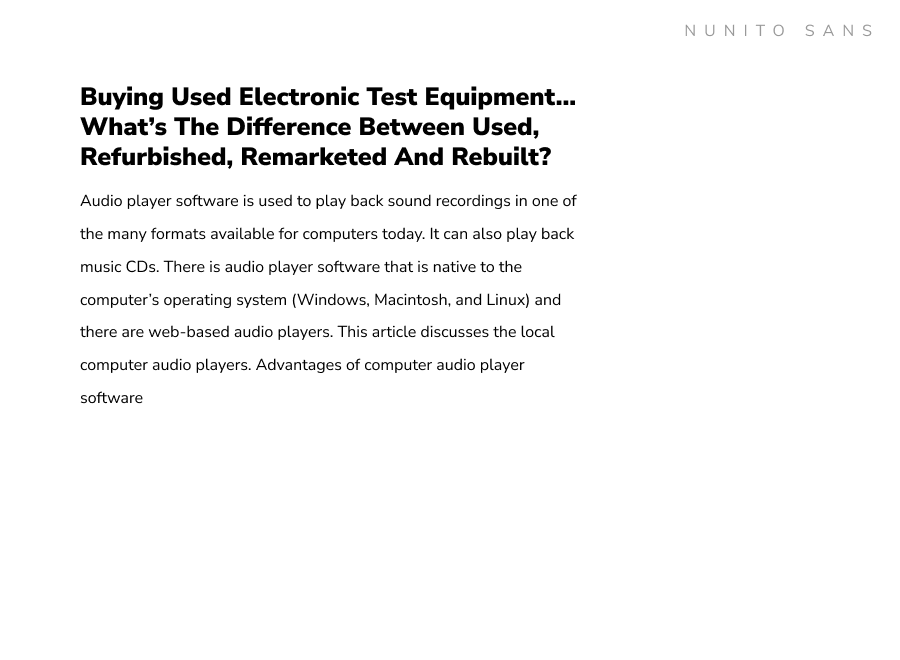 NUNITO SANS
Buying Used Electronic Test Equipment…
What’s The Difference Between Used,
Refurbished, Remarketed And Rebuilt?
Audio player software is used to play back sound recordings in one of
the many formats available for computers today. It can also play back
music CDs. There is audio player software that is native to the
computer’s operating system (Windows, Macintosh, and Linux) and
there are web-based audio players. This article discusses the local
computer audio players. Advantages of computer audio player
software